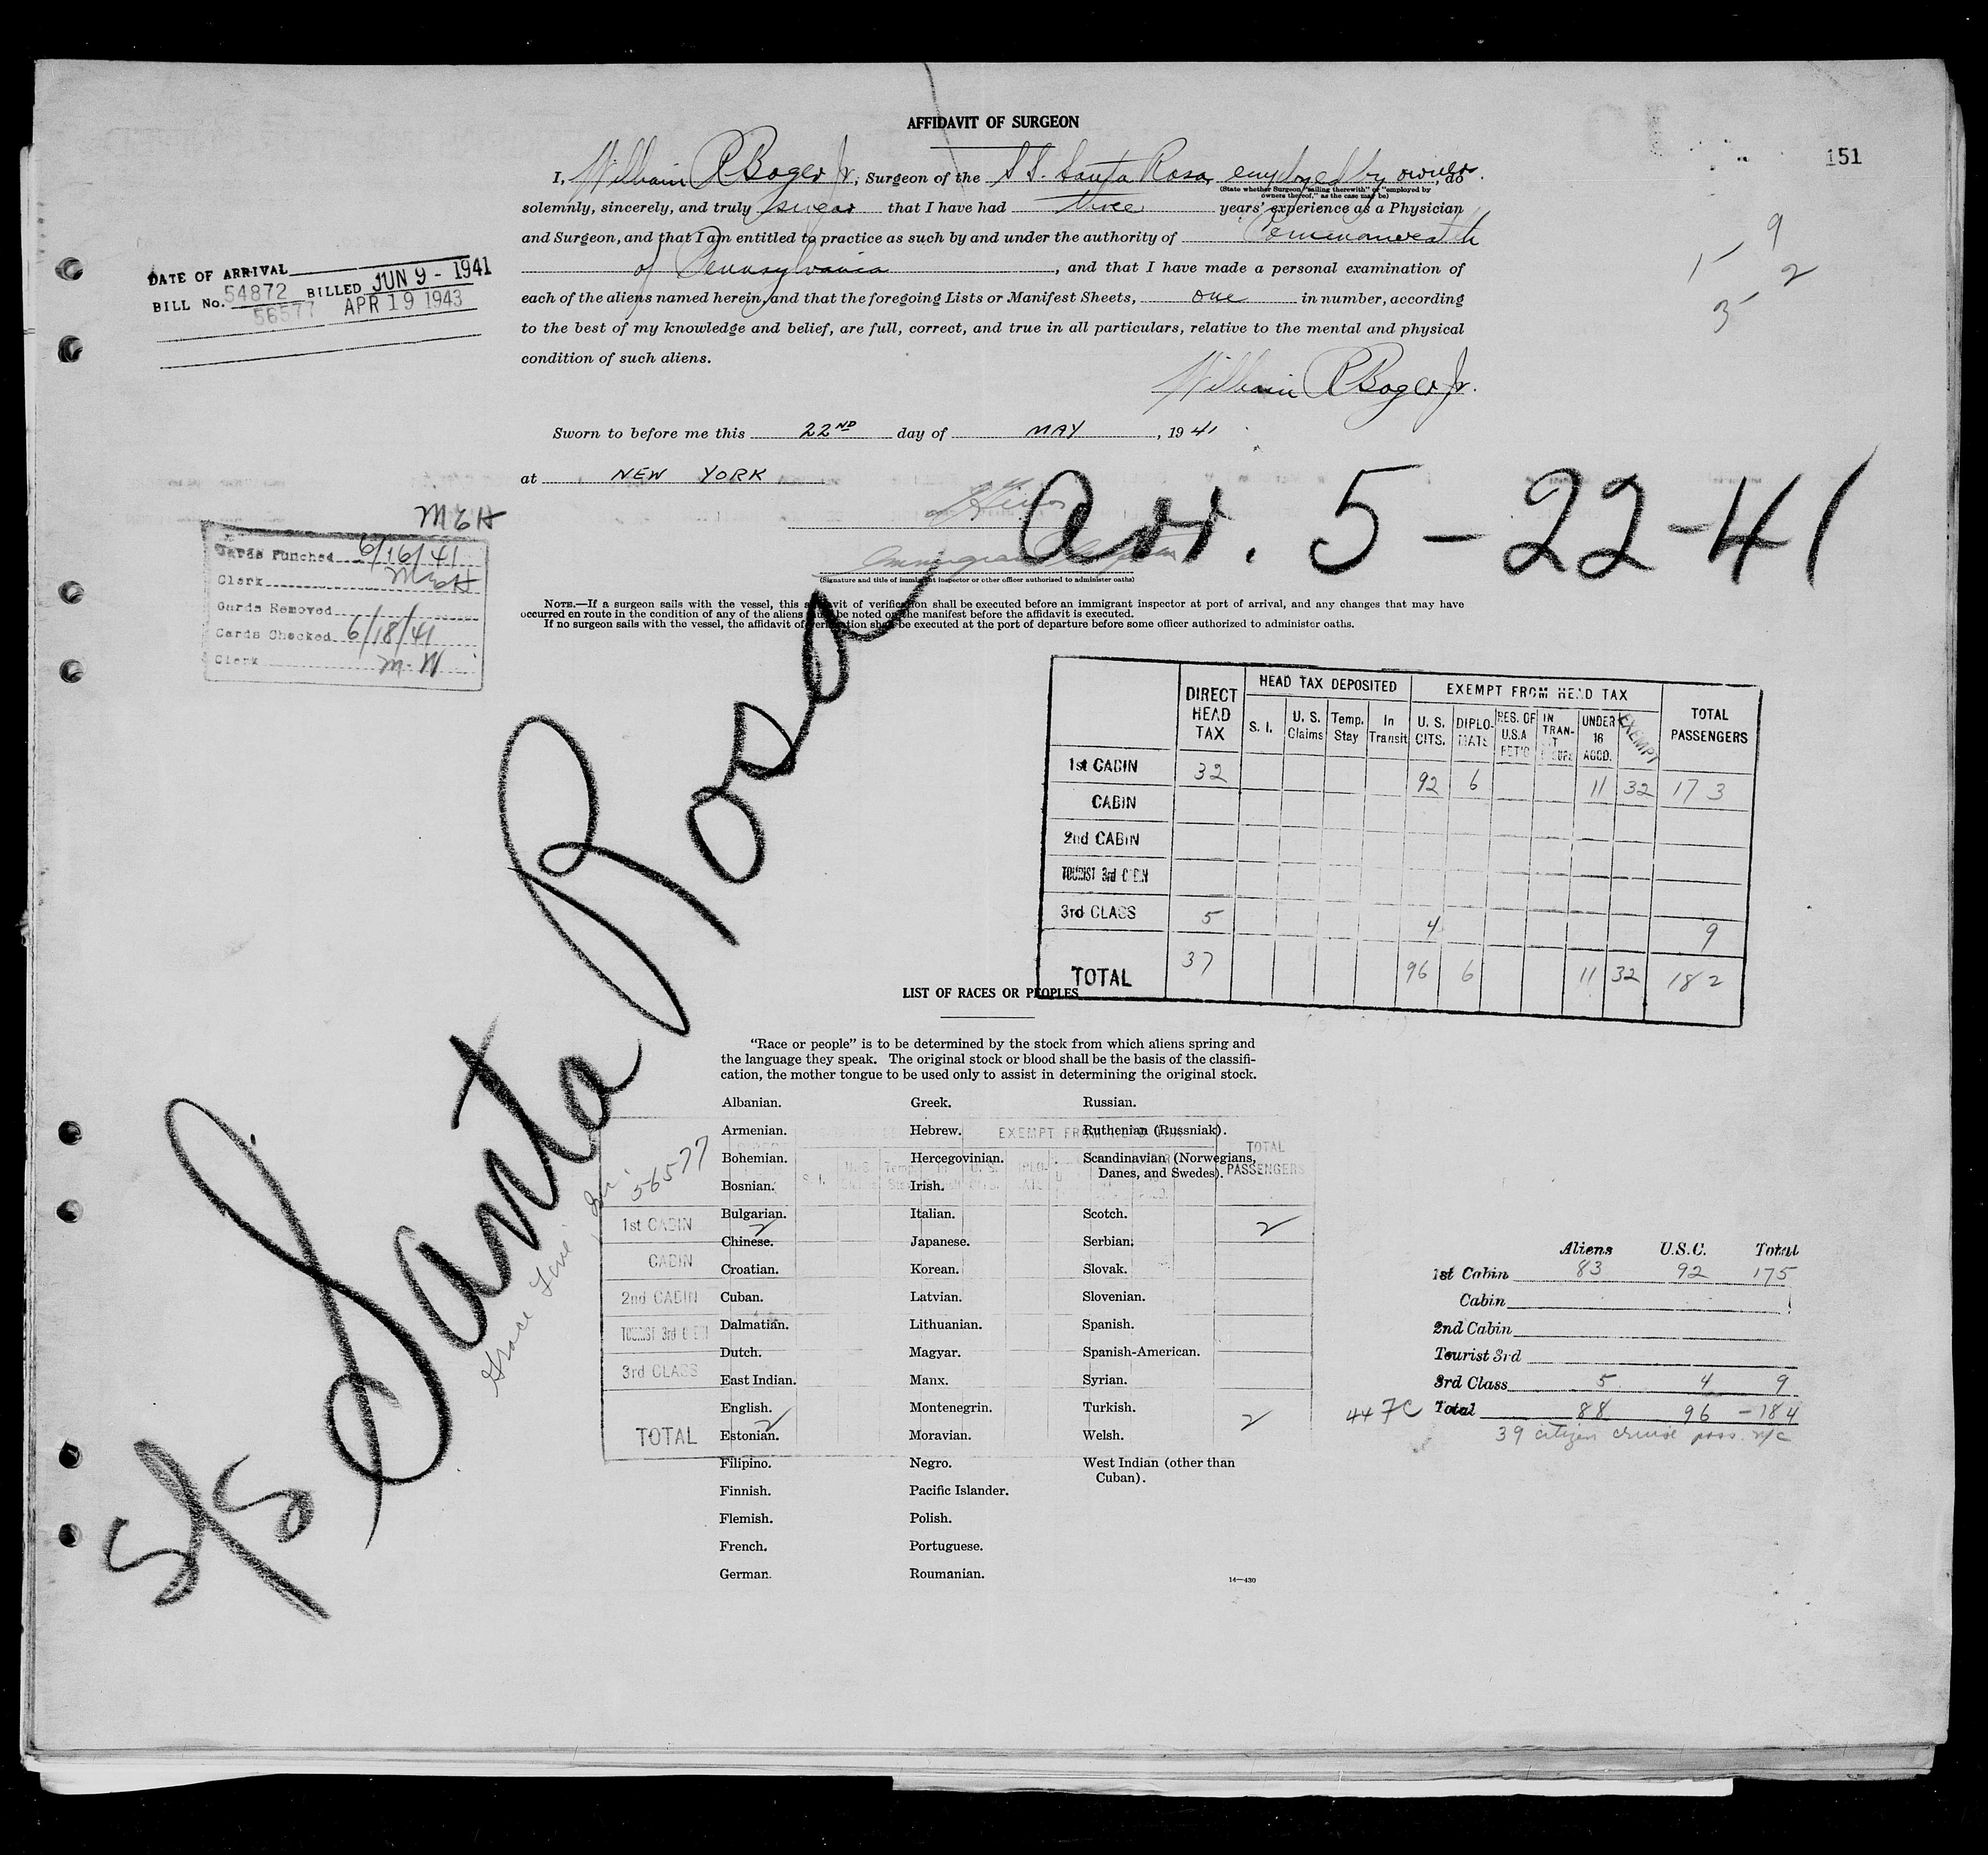 AFFIDAVIT OF SURGEON
151
I, William R Boger Jr., Surgeon of the S S. Santa Rosa, employed by owners, do
(State whether Surgeon "sailing therewith" or "employed by
owners thereof," as the case may be)
solemnly, sincerely, and truly swear that I have had three years' experience as a Physician
and Surgeon, and that I am entitled to practice as such by and under the authority of Commonwealth
of Pennsylvania, and that I have made a personal examination of
each of the aliens named herein, and that the foregoing Lists or Manifest Sheets, one in number, according
to the best of my knowledge and belief, are full, correct, and true in all particulars, relative to the mental and physical
condition of such aliens.
William R Boger Jr.
Sworn to before me this 22ND day of MAY, 1941
at NEW YORK
(Signature and title of immigrant inspector or other officer authorized to administer oaths)
NOTE.—If a surgeon sails with the vessel, this affidavit of verification shall be executed before an immigrant inspector at port of arrival, and any changes that may have
occurred en route in the condition of any of the aliens must be noted on the manifest before the affidavit is executed.
If no surgeon sails with the vessel, the affidavit of verification shall be executed at the port of departure before some officer authorized to administer oaths.
DATE OF ARRIVAL
BILL No. 54872 BILLED JUN 9 - 1941
56577 APR 19 1943
9
1 2
3
Arr. 5-22-41
M6H
Cards Punched 6/16/41
Clerk M6H
Cards Removed
Cards Checked 6/18/41
Clerk M-W
S/S Santa Rosa
DIRECT HEAD TAX
HEAD TAX DEPOSITED
EXEMPT FROM HEAD TAX
TOTAL PASSENGERS
S. I. U. S. Claims Temp. Stay In Transit U. S. CITS. DIPLO-MATS RES. OF U.S.A RET'G IN TRAN-IT UNDER 16 ACCD. EXEMPT
1st CABIN 32 92 6 11 32 173
CABIN
2nd CABIN
TOURIST 3rd CABIN
3rd CLASS 5 4 9
TOTAL 37 96 6 11 32 182
LIST OF RACES OR PEOPLES
"Race or people" is to be determined by the stock from which aliens spring and
the language they speak. The original stock or blood shall be the basis of the classifi-
cation, the mother tongue to be used only to assist in determining the original stock.
Albanian.
Armenian.
Bohemian.
Bosnian.
Bulgarian.
Chinese.
Croatian.
Cuban.
Dalmatian.
Dutch.
East Indian.
English.
Estonian.
Filipino.
Finnish.
Flemish.
French.
German.
Greek.
Hebrew.
Hercegovinian.
Irish.
Italian.
Japanese.
Korean.
Latvian.
Lithuanian.
Magyar.
Manx.
Montenegrin.
Moravian.
Negro.
Pacific Islander.
Polish.
Portuguese.
Roumanian.
Russian.
Ruthenian (Russniak).
Scandinavian (Norwegians,
Danes, and Swedes).
Scotch.
Serbian.
Slovak.
Slovenian.
Spanish.
Spanish-American.
Syrian.
Turkish.
Welsh.
West Indian (other than
Cuban).
14—430
56577
Grace Line
EXEMPT FROM HEAD TAX
TOTAL PASSENGERS
1st CABIN 2 2
CABIN
2nd CABIN
TOURIST 3rd CABIN
3rd CLASS
TOTAL 2 2
Aliens U.S.C. Total
1st Cabin 83 92 175
Cabin
2nd Cabin
Tourist 3rd
3rd Class 5 4 9
447C Total 88 96 -184
39 citizen cruise pass. n/c